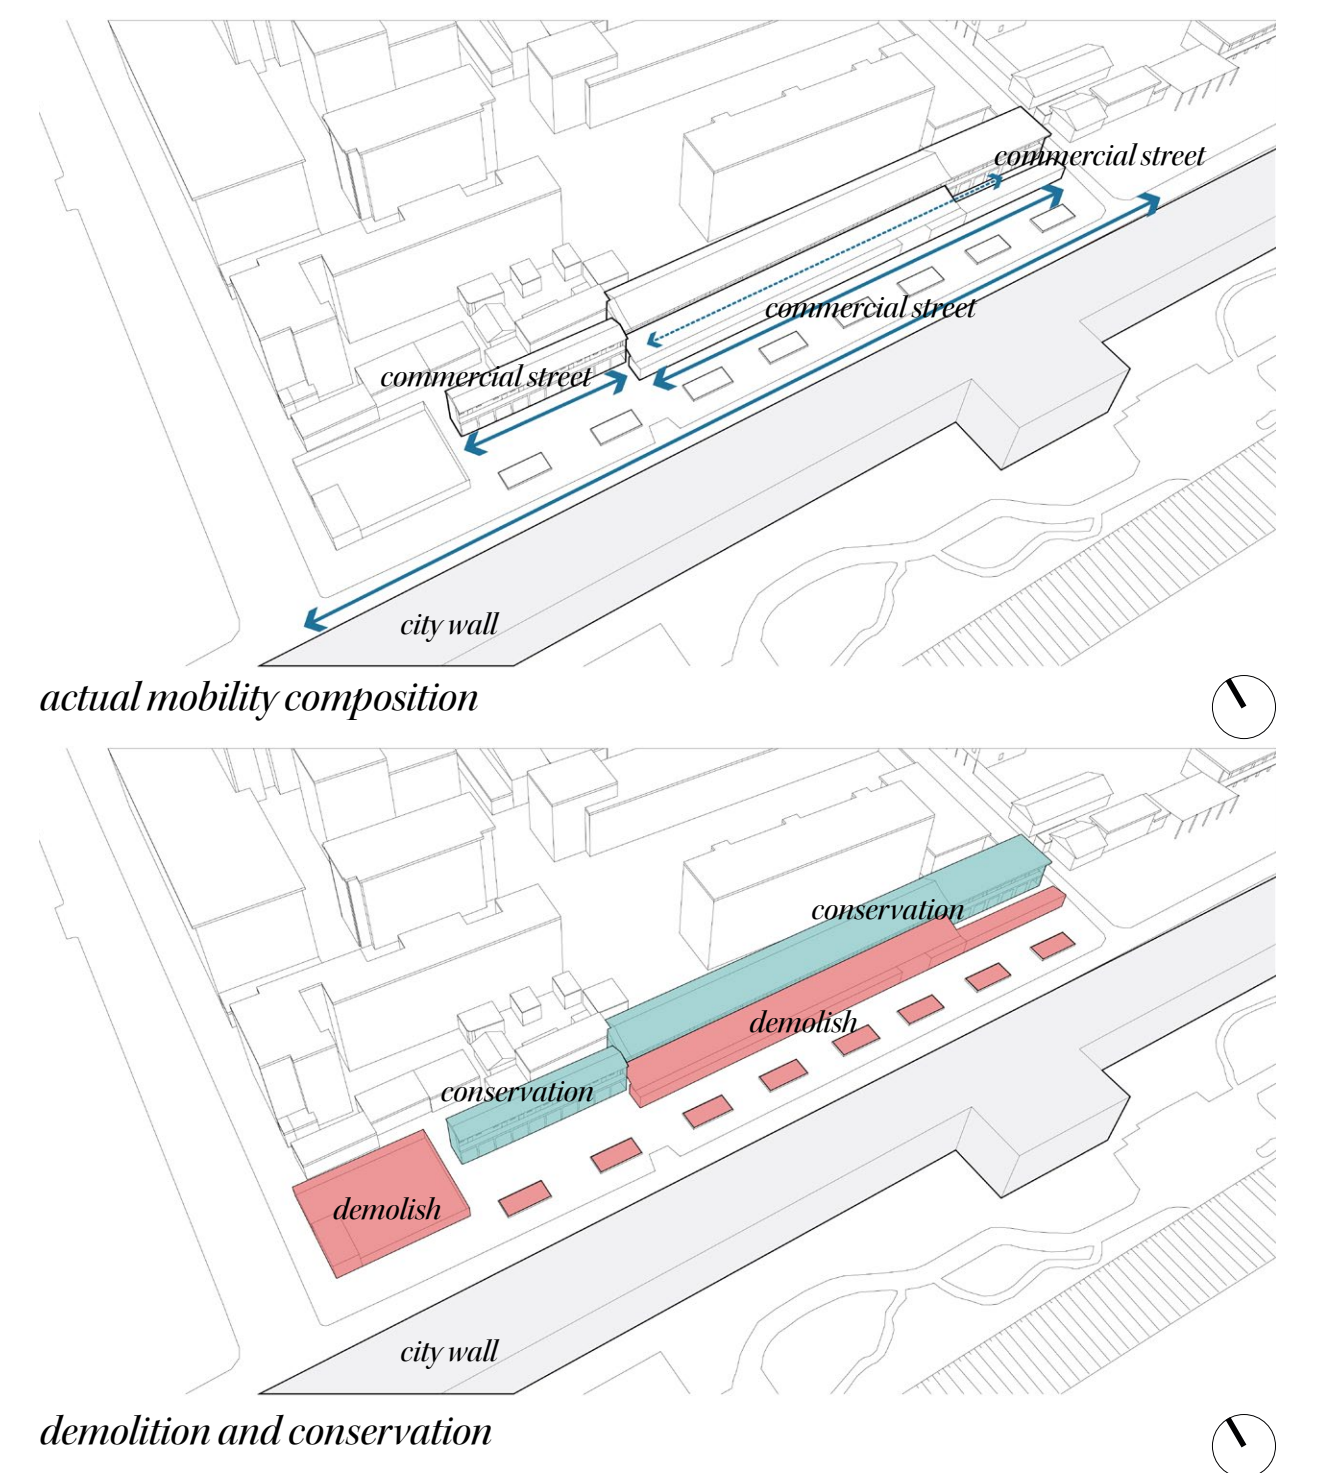 commercial street
commercial street
commercial street
city wall
actual mobility composition
conservation
demolish
conservation
demolish
city wall
demolition and conservation